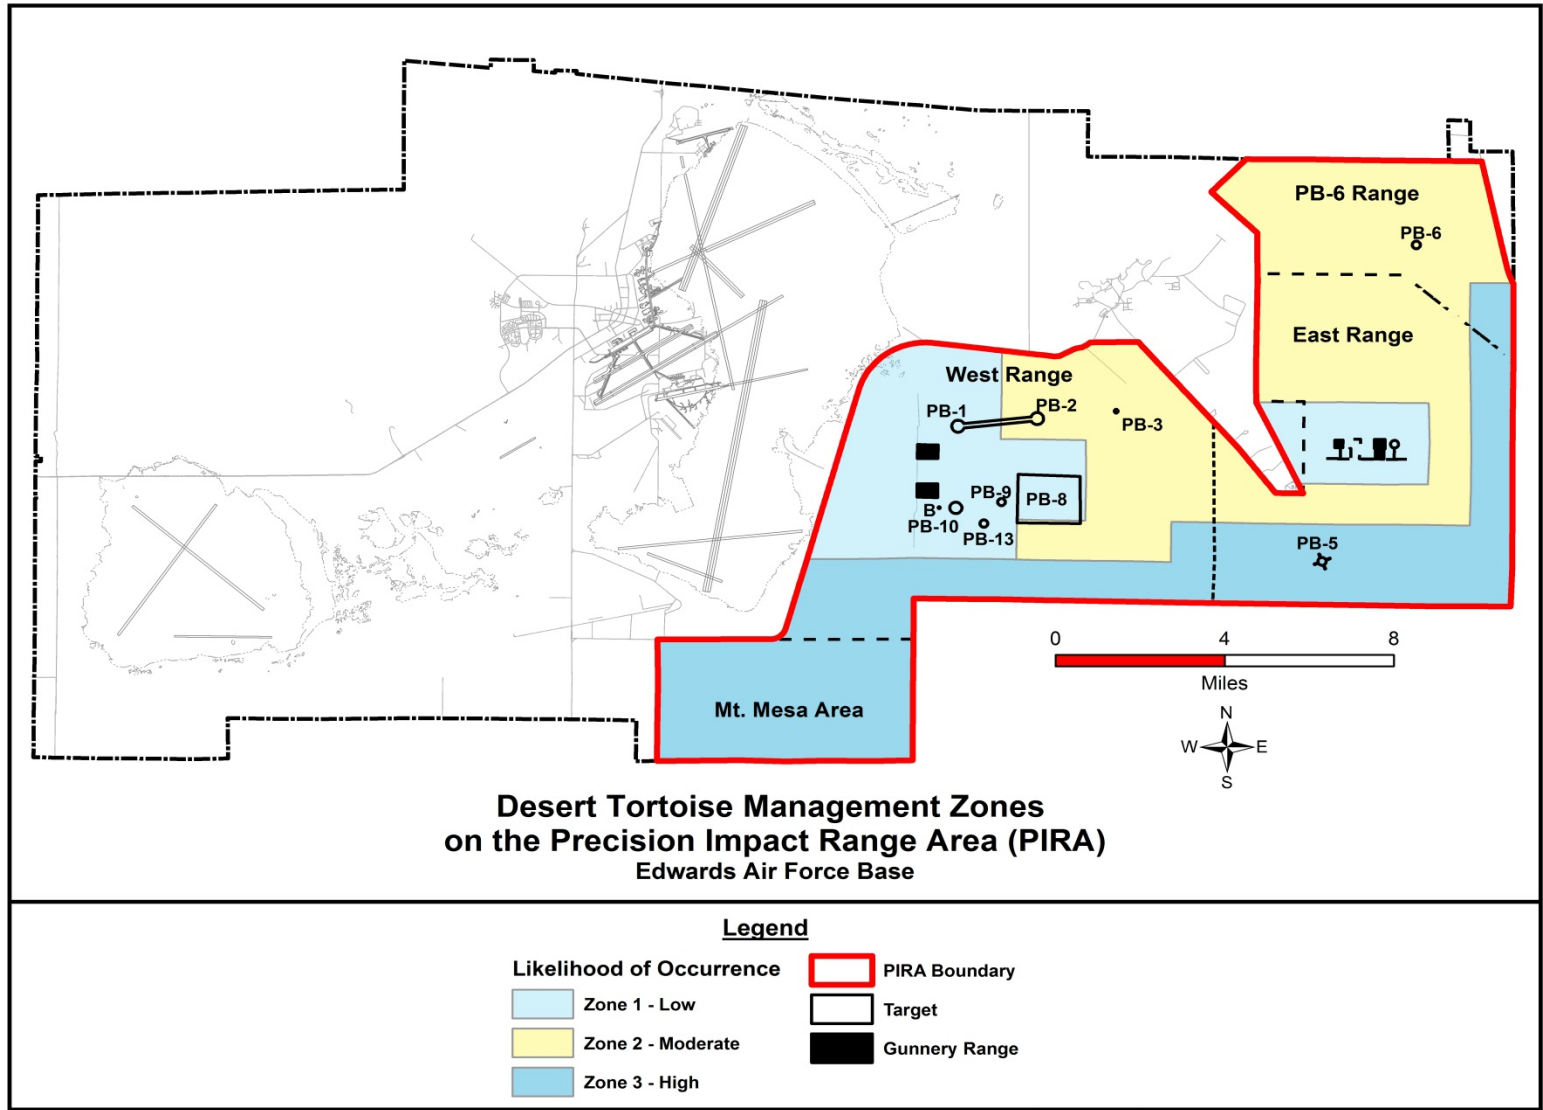 PB-6 Range
PB-6
East Range
West Range
PB-1
PB-2
PB-3
PB-9
PB-8
B
PB-10
PB-13
PB-5
0 4 8
Miles
Mt. Mesa Area
N
W E
S
Desert Tortoise Management Zones
on the Precision Impact Range Area (PIRA)
Edwards Air Force Base
Legend
Likelihood of Occurrence
Zone 1 - Low
Zone 2 - Moderate
Zone 3 - High
PIRA Boundary
Target
Gunnery Range